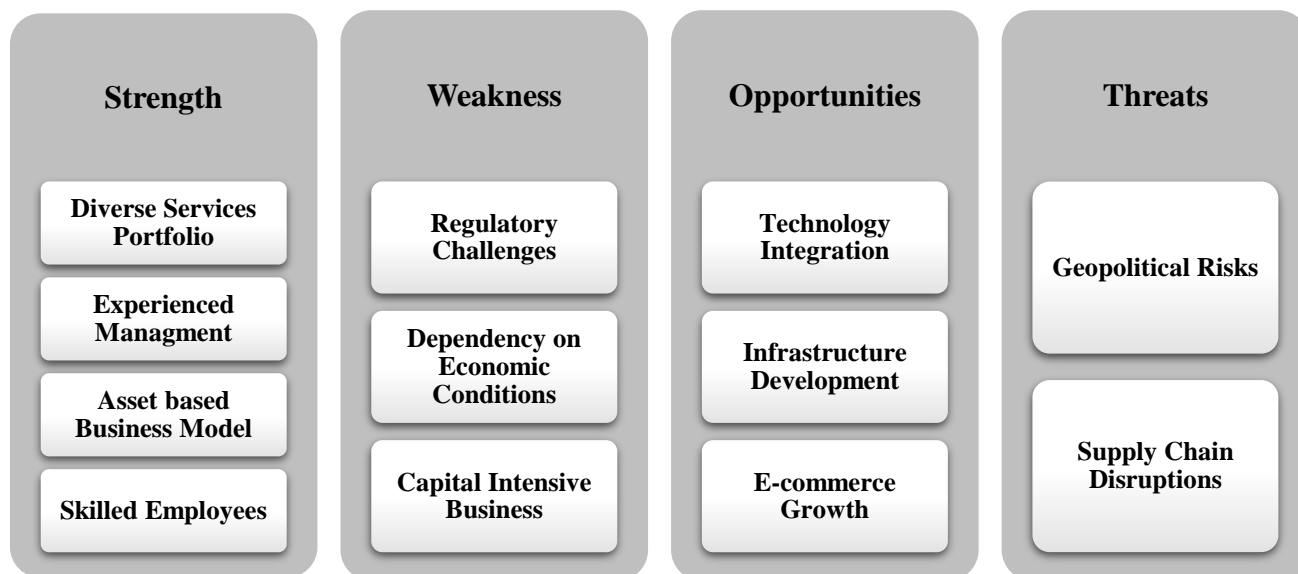 Strength
Diverse Services
Portfolio
Experienced
Managment
Asset based
Business Model
Skilled Employees
Weakness
Regulatory
Challenges
Dependency on
Economic
Conditions
Capital Intensive
Business
Opportunities
Technology
Integration
Infrastructure
Development
E-commerce
Growth
Threats
Geopolitical Risks
Supply Chain
Disruptions